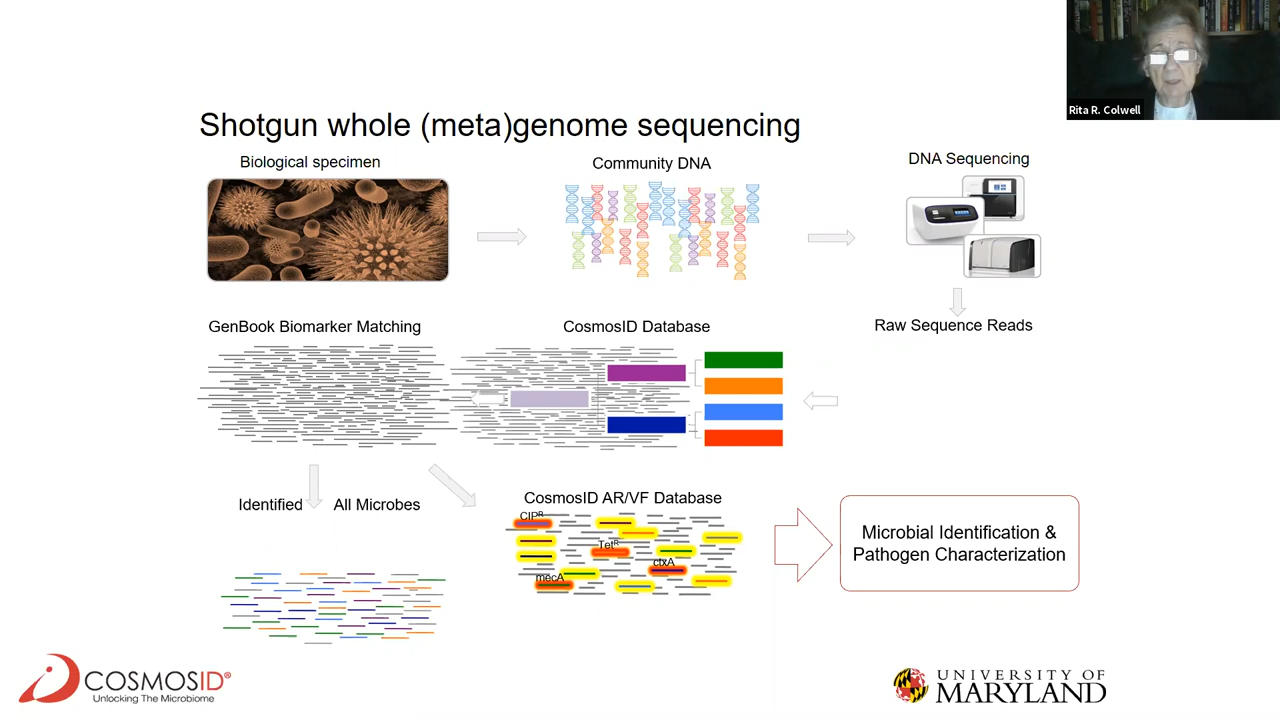 Rita R. Colwell
Shotgun whole (meta)genome sequencing
Biological specimen
Community DNA
DNA Sequencing
Raw Sequence Reads
GenBook Biomarker Matching
CosmosID Database
Identified
All Microbes
CosmosID AR/VF Database
CIPᴿ
Tetᴿ
ctxA
mecA
Microbial Identification &
Pathogen Characterization
COSMOSID®
Unlocking The Microbiome
UNIVERSITY OF
MARYLAND